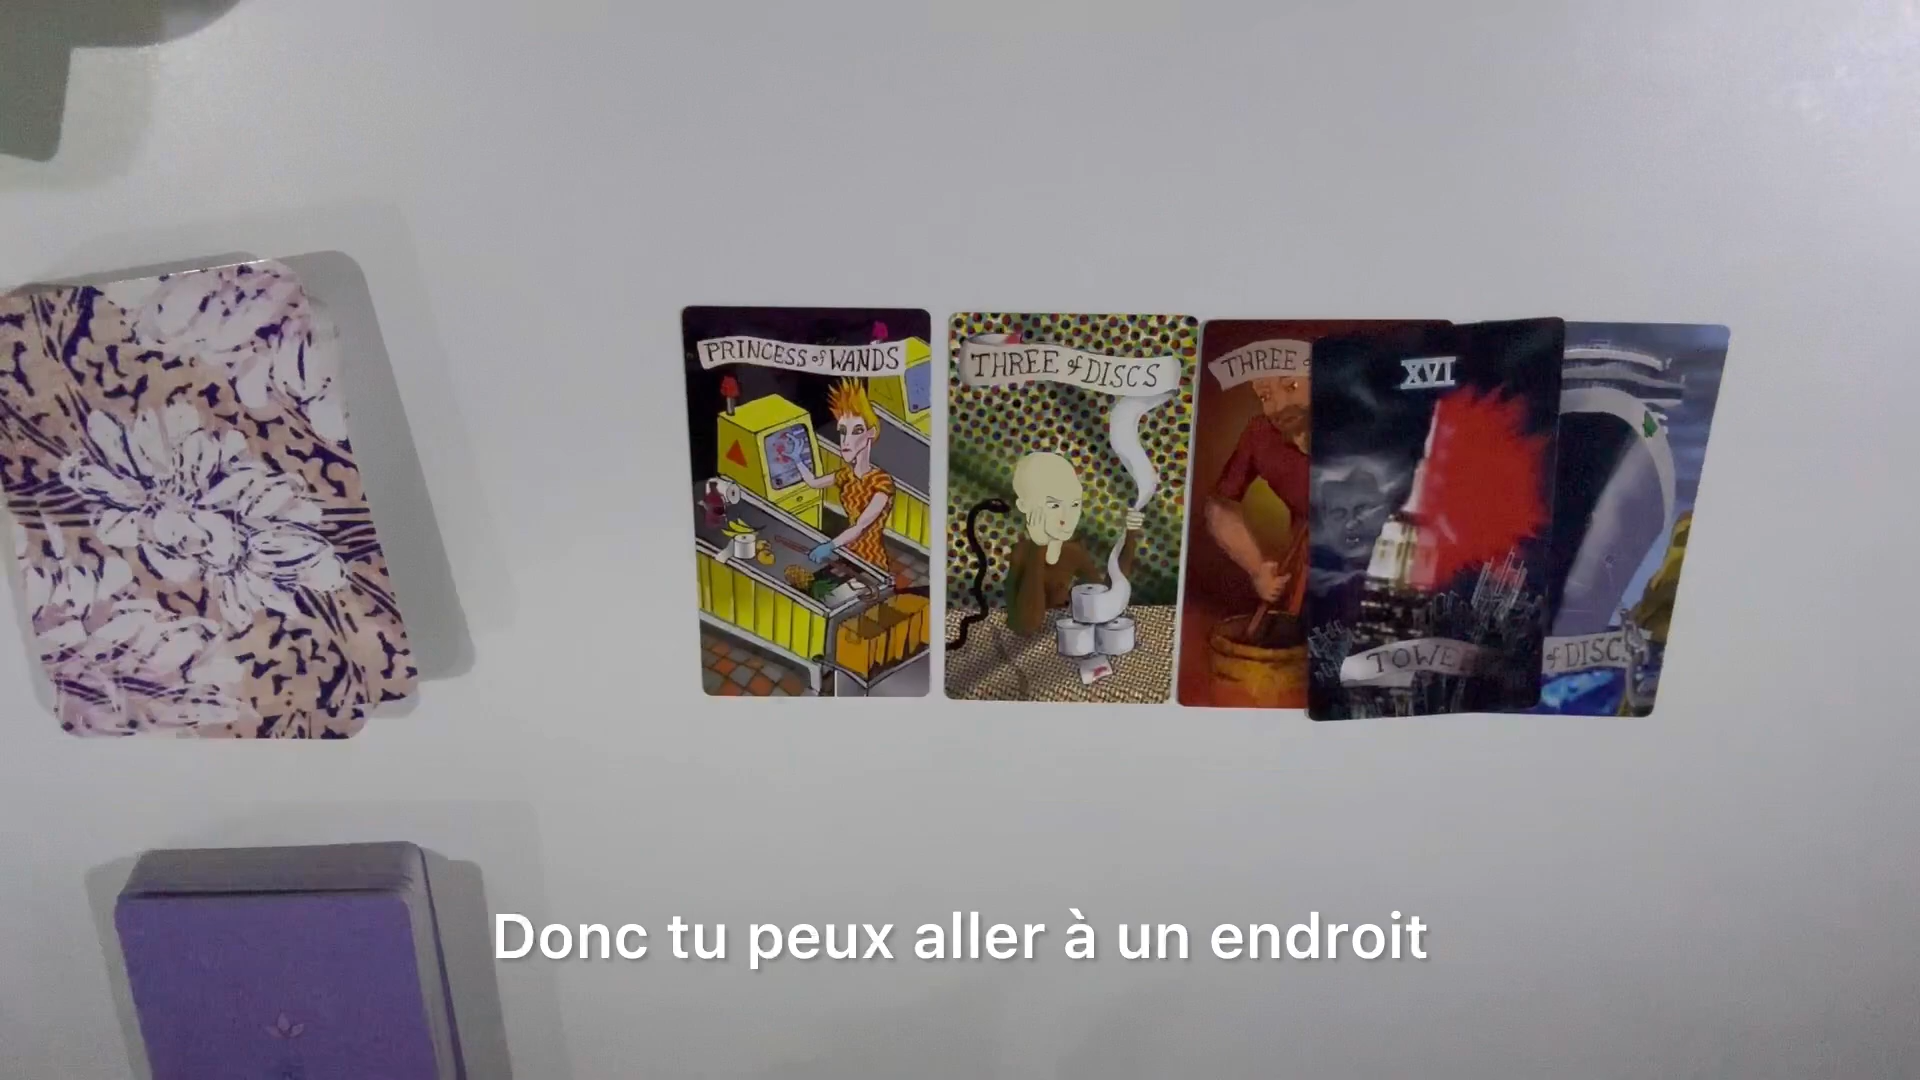 PRINCESS of WANDS
THREE of DISCS
THREE
XVI
of DISCS
Donc tu peux aller à un endroit